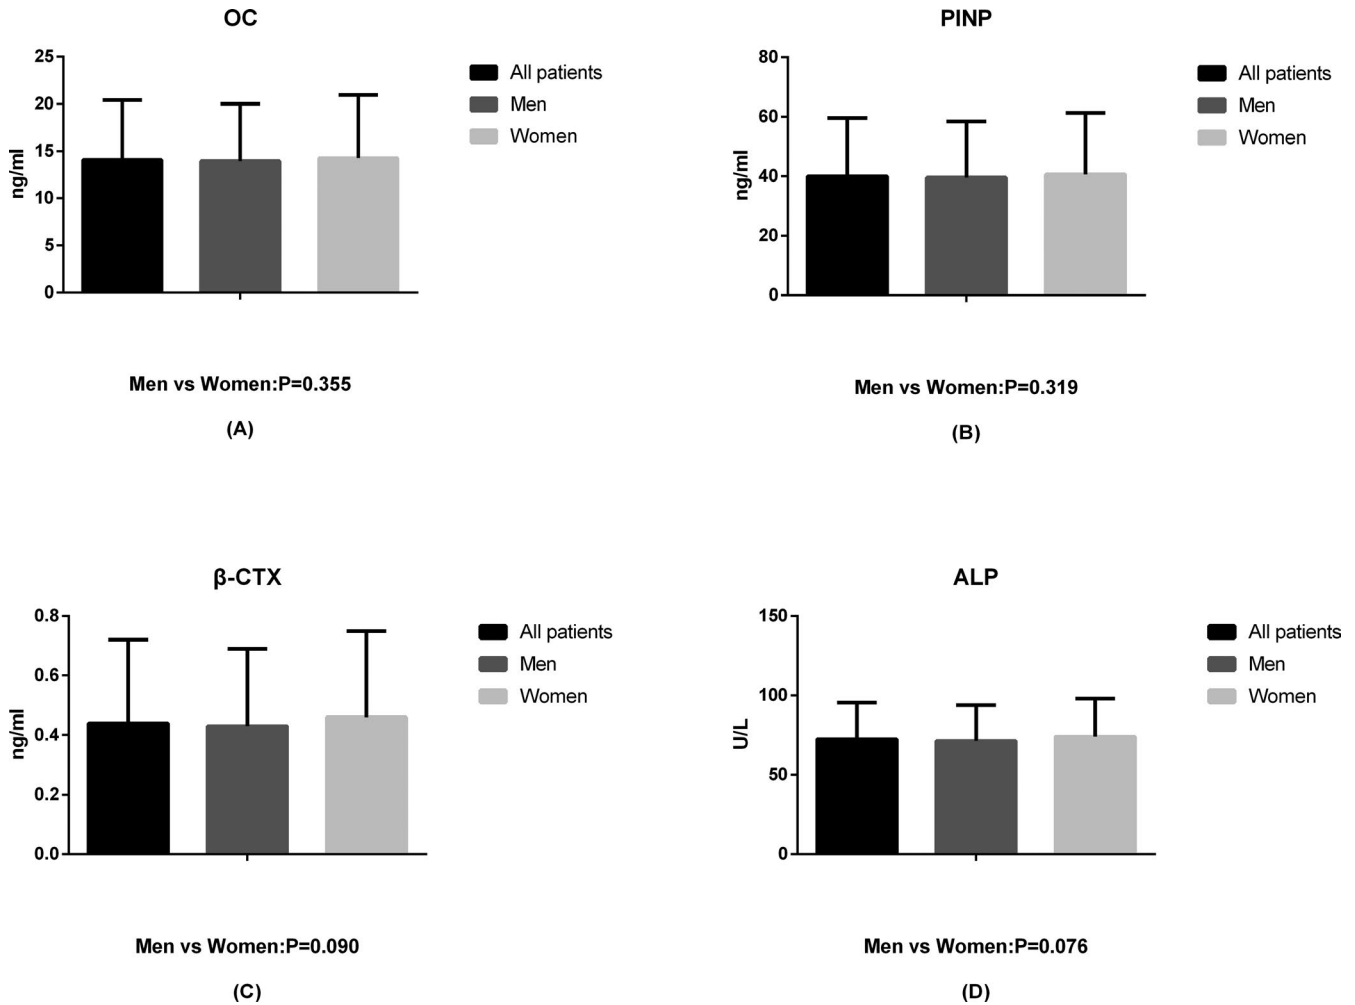 OC
25
20
15
10
5
0
ng/ml
All patients
Men
Women
Men vs Women:P=0.355
(A)
PINP
80
60
40
20
0
ng/ml
All patients
Men
Women
Men vs Women:P=0.319
(B)
β-CTX
0.8
0.6
0.4
0.2
0.0
ng/ml
All patients
Men
Women
Men vs Women:P=0.090
(C)
ALP
150
100
50
0
U/L
All patients
Men
Women
Men vs Women:P=0.076
(D)